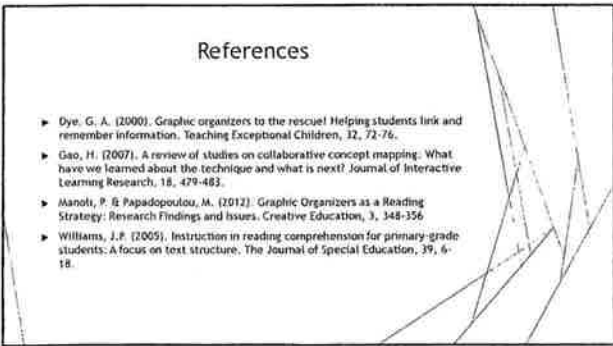 References
▶ Dye, G. A. (2000). Graphic organizers to the rescue! Helping students link and
remember information. Teaching Exceptional Children, 32, 72-76.
▶ Gao, H. (2007). A review of studies on collaborative concept mapping. What
have we learned about the technique and what is next? Journal of Interactive
Learning Research, 18, 479-483.
▶ Manoli, P. & Papadopoulou, M. (2012). Graphic Organizers as a Reading
Strategy: Research Findings and Issues. Creative Education, 3, 348-356
▶ Williams, J.P. (2005). Instruction in reading comprehension for primary-grade
students: A focus on text structure. The Journal of Special Education, 39, 6-
18.